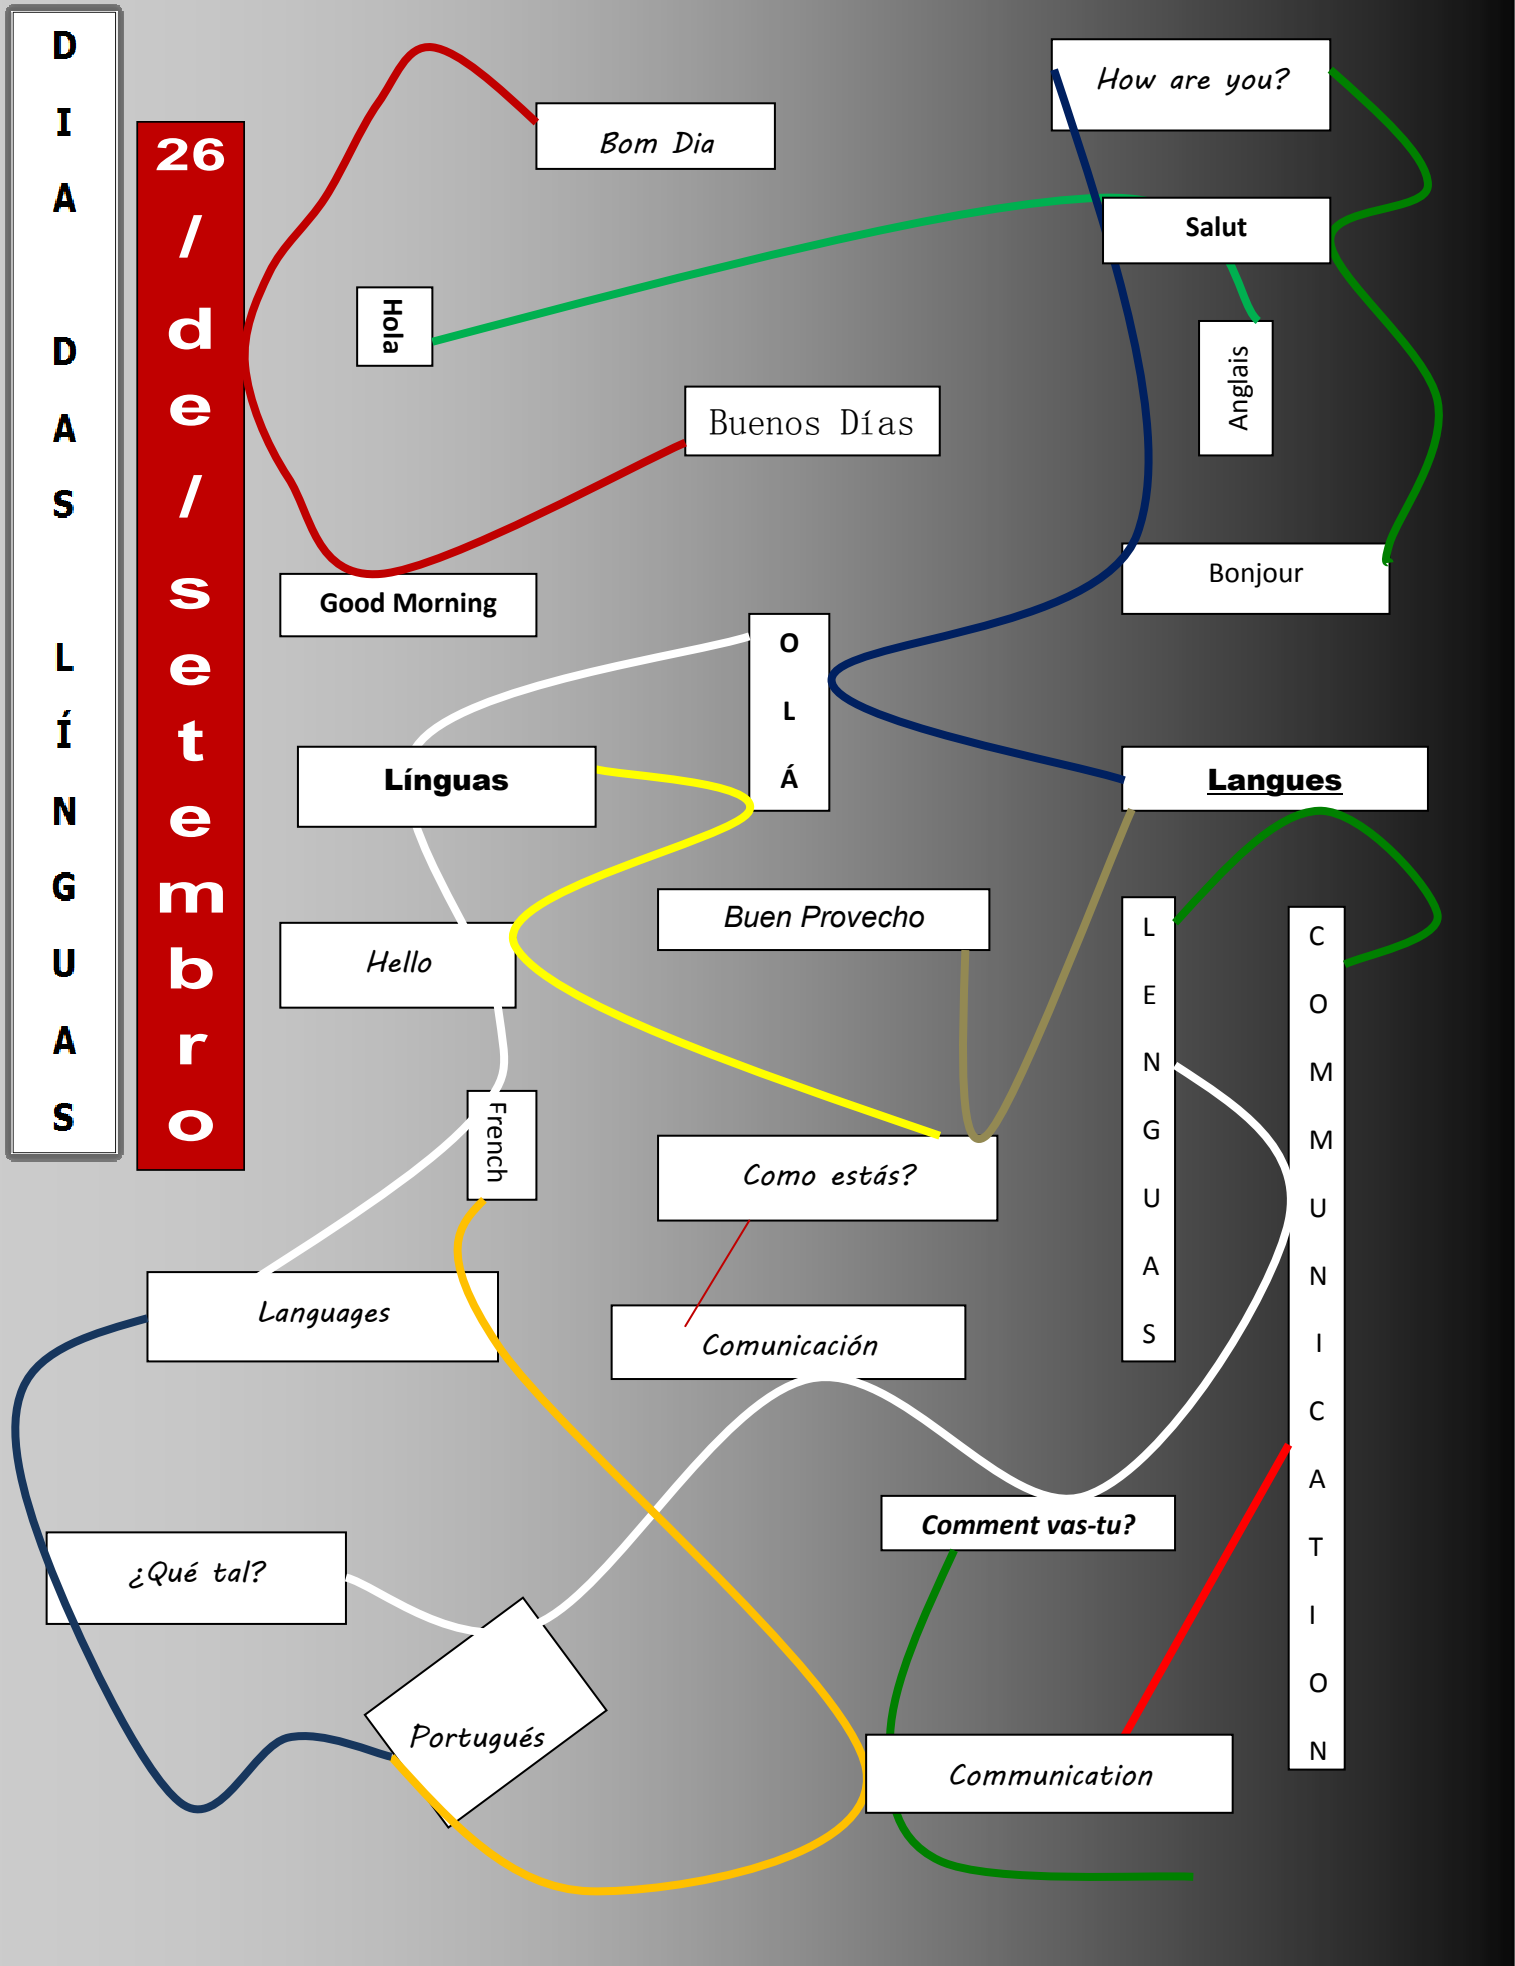 DIA DAS LÍNGUAS
26/de/setembro
How are you?
Bom Dia
Salut
Hola
Anglais
Buenos Días
Bonjour
Good Morning
OLÁ
Línguas
Langues
Buen Provecho
LENGUAS
COMMUNICATION
Hello
French
Como estás?
Languages
Comunicación
Comment vas-tu?
¿Qué tal?
Portugués
Communication